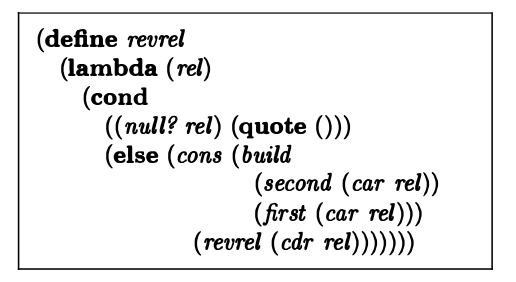 (define revrel
(lambda (rel)
(cond
((null? rel) (quote ()))
(else (cons (build
(second (car rel))
(first (car rel)))
(revrel (cdr rel)))))))